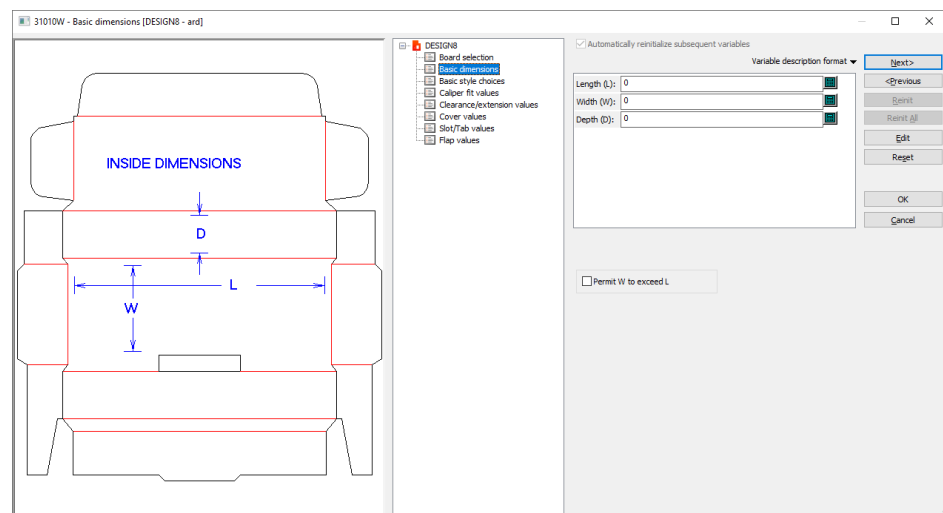 31010W - Basic dimensions [DESIGN8 - ard]
INSIDE DIMENSIONS
D
L
W
DESIGN8
Board selection
Basic dimensions
Basic style choices
Caliper fit values
Clearance/extension values
Cover values
Slot/Tab values
Flap values
Automatically reinitialize subsequent variables
Variable description format
Length (L): 0
Width (W): 0
Depth (D): 0
Permit W to exceed L
Next>
<Previous
Reinit
Reinit All
Edit
Reset
OK
Cancel